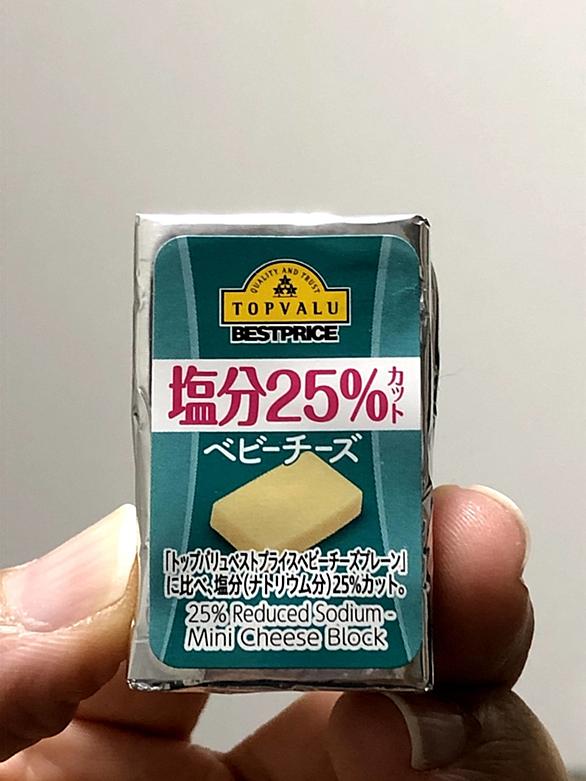 QUALITY AND TRUST
TOPVALU
BESTPRICE
塩分25%カット
ベビーチーズ
「トップバリュベストプライスベビーチーズプレーン」
に比べ、塩分(ナトリウム分)25%カット。
25% Reduced Sodium -
Mini Cheese Block